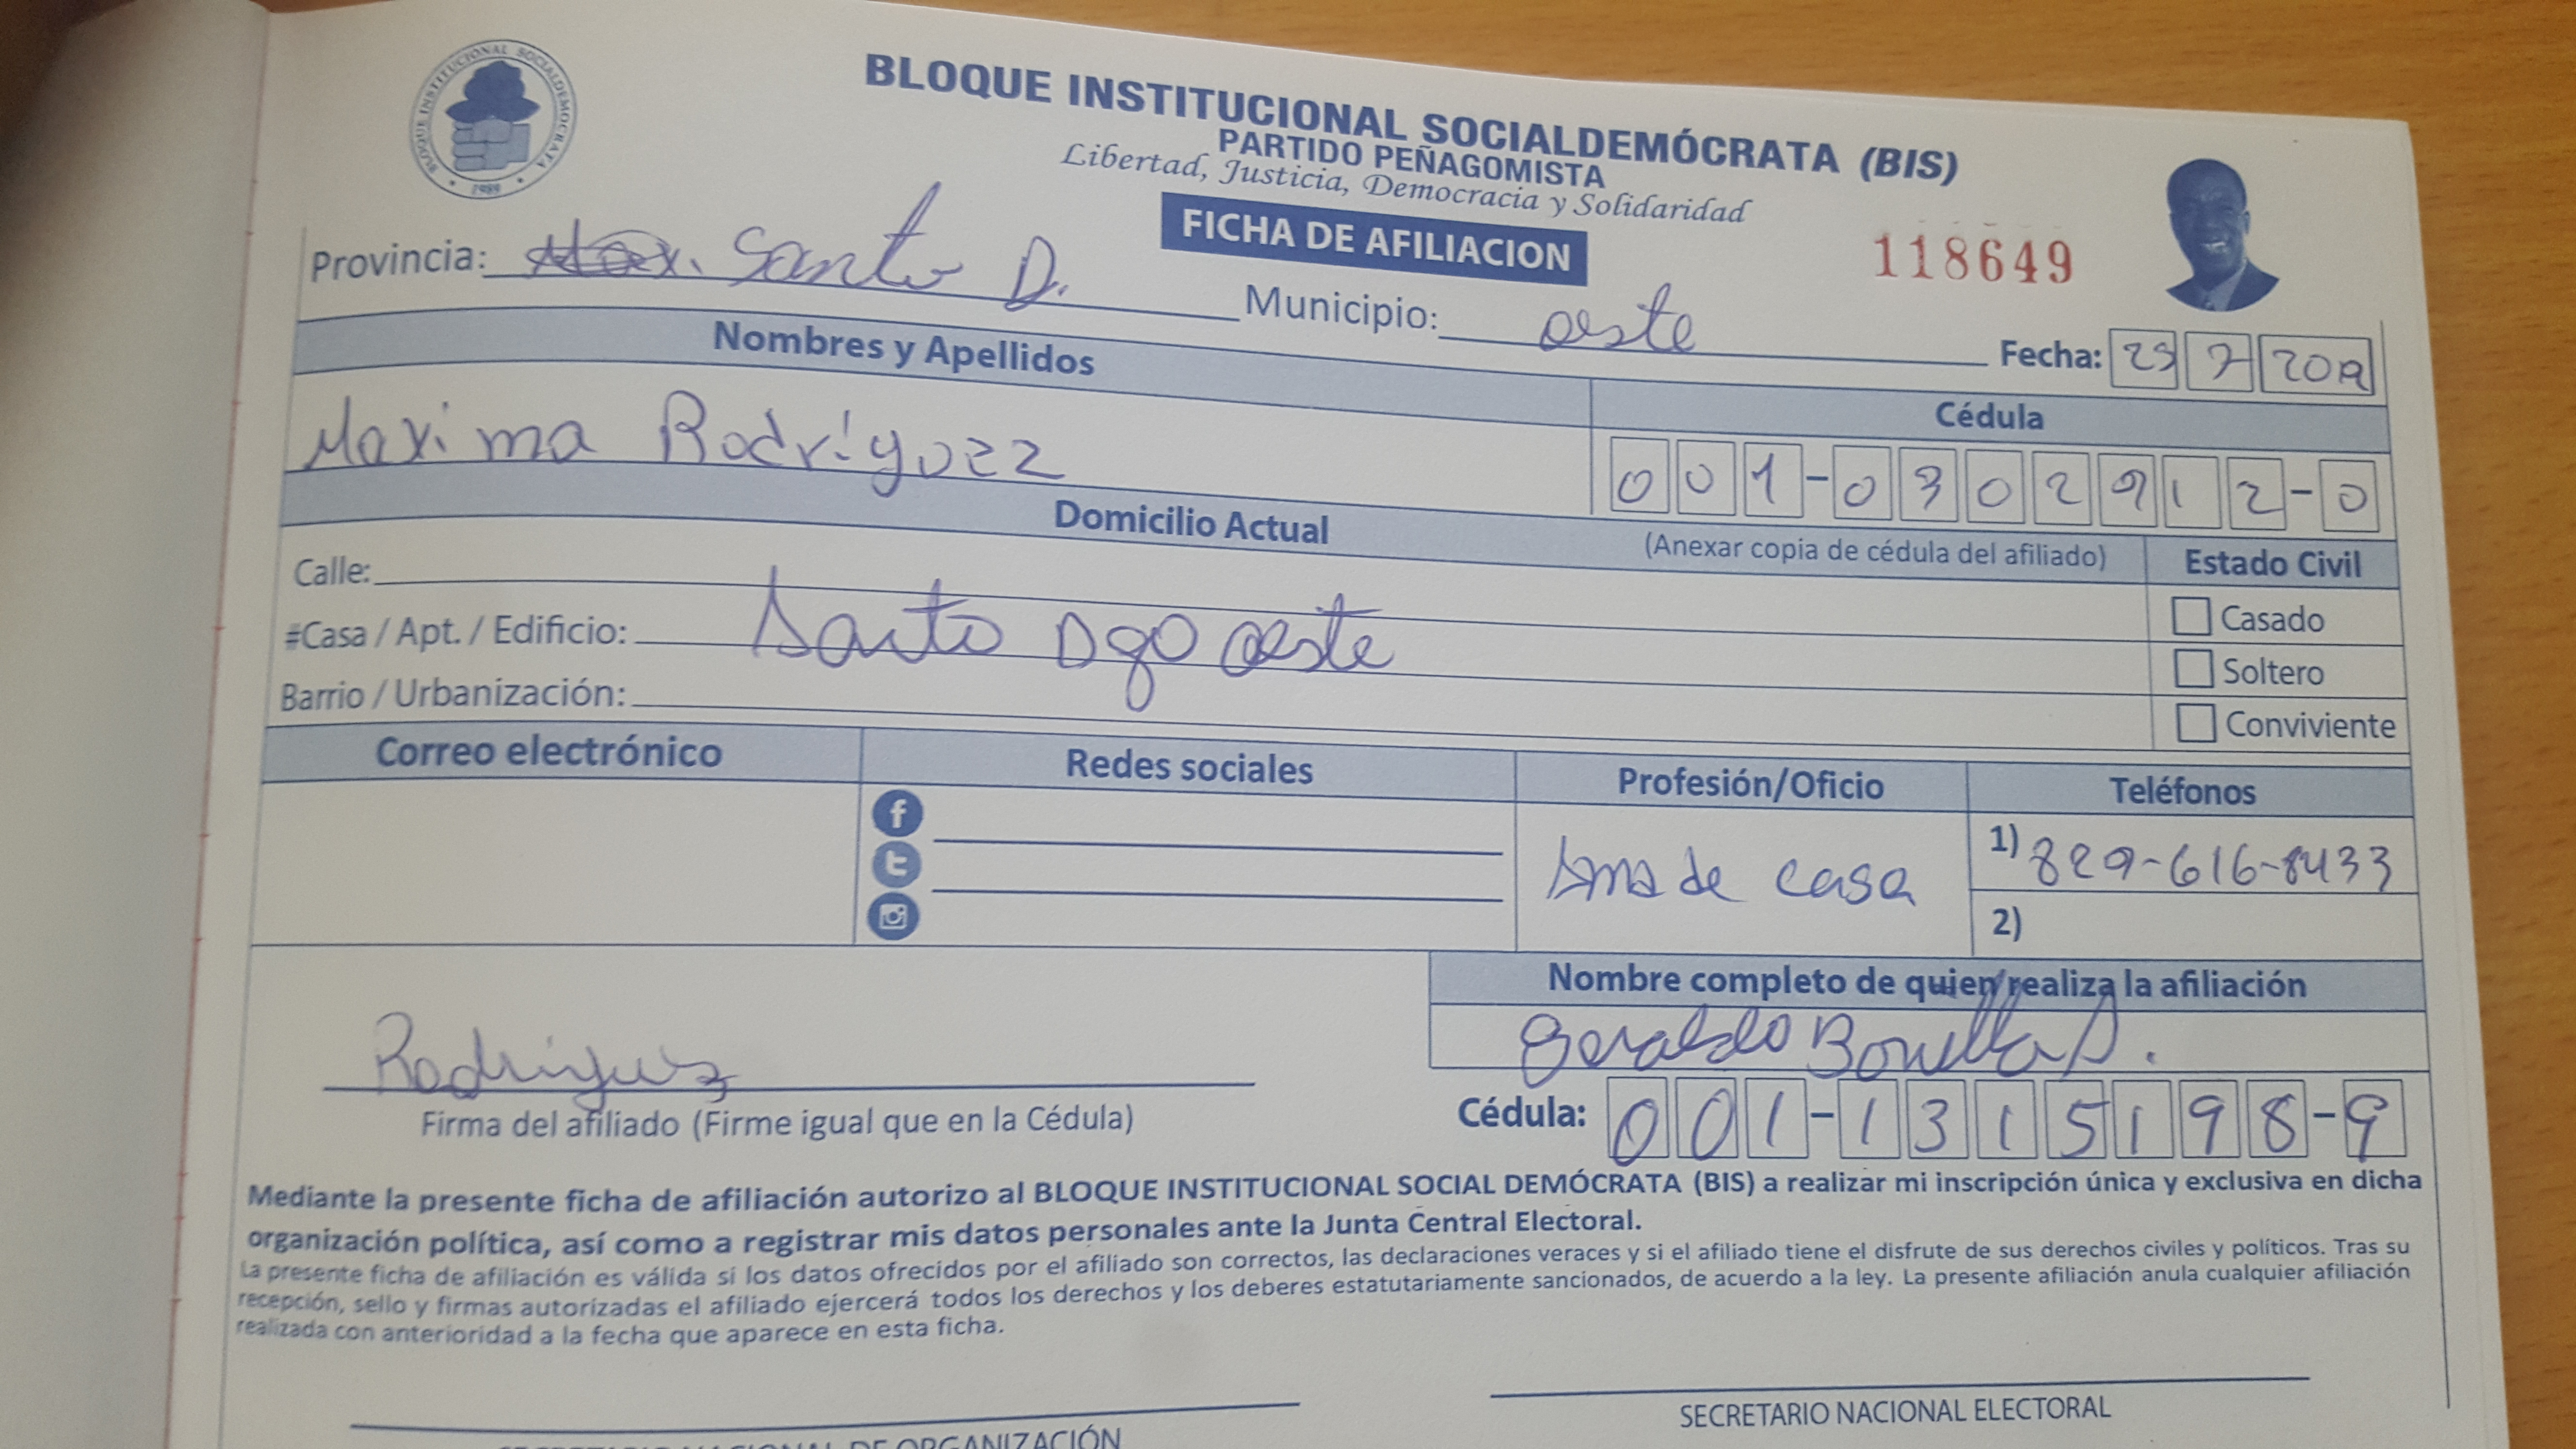 BLOQUE INSTITUCIONAL SOCIALDEMOCRATA
1989
BLOQUE INSTITUCIONAL SOCIALDEMÓCRATA (BIS)
PARTIDO PEÑAGOMISTA
Libertad, Justicia, Democracia y Solidaridad
FICHA DE AFILIACION
118649
Provincia: Santo D. Municipio: oeste
Fecha: 7
Nombres y Apellidos
Cédula
Maxima Rodríguez
001-0302912-0
Domicilio Actual
(Anexar copia de cédula del afiliado)
Estado Civil
Calle:
#Casa / Apt. / Edificio: Santo Dgo oeste
Barrio / Urbanización:
Casado
Soltero
Conviviente
Correo electrónico
Redes sociales
Profesión/Oficio
Teléfonos
Ama de casa
1) 829-616-8433
2)
Nombre completo de quien realiza la afiliación
Geraldo Bonilla D.
Rodriguez
Firma del afiliado (Firme igual que en la Cédula)
Cédula: 001-1315198-9
Mediante la presente ficha de afiliación autorizo al BLOQUE INSTITUCIONAL SOCIAL DEMÓCRATA (BIS) a realizar mi inscripción única y exclusiva en dicha
organización política, así como a registrar mis datos personales ante la Junta Central Electoral.
La presente ficha de afiliación es válida si los datos ofrecidos por el afiliado son correctos, las declaraciones veraces y si el afiliado tiene el disfrute de sus derechos civiles y políticos. Tras su
recepción, sello y firmas autorizadas el afiliado ejercerá todos los derechos y los deberes estatutariamente sancionados, de acuerdo a la ley. La presente afiliación anula cualquier afiliación
realizada con anterioridad a la fecha que aparece en esta ficha.
SECRETARIO NACIONAL DE ORGANIZACIÓN
SECRETARIO NACIONAL ELECTORAL